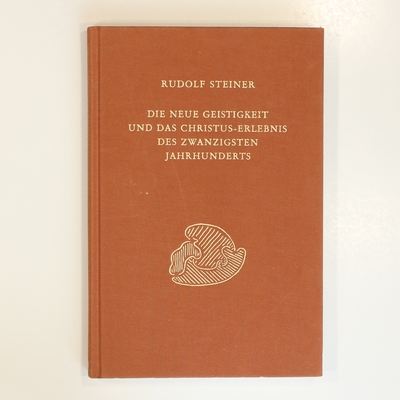 RUDOLF STEINER
DIE NEUE GEISTIGKEIT
UND DAS CHRISTUS-ERLEBNIS
DES ZWANZIGSTEN
JAHRHUNDERTS